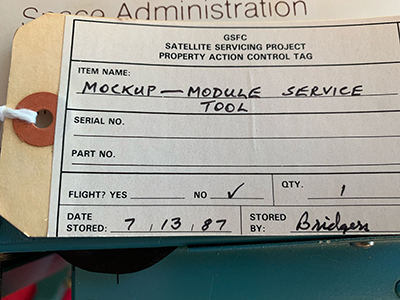 Space Administration
GSFC
SATELLITE SERVICING PROJECT
PROPERTY ACTION CONTROL TAG
ITEM NAME:
MOCKUP — MODULE SERVICE
TOOL
SERIAL NO.
PART NO.
FLIGHT? YES NO ✓ QTY. 1
DATE STORED: 7, 13, 87 STORED BY: Bridgers